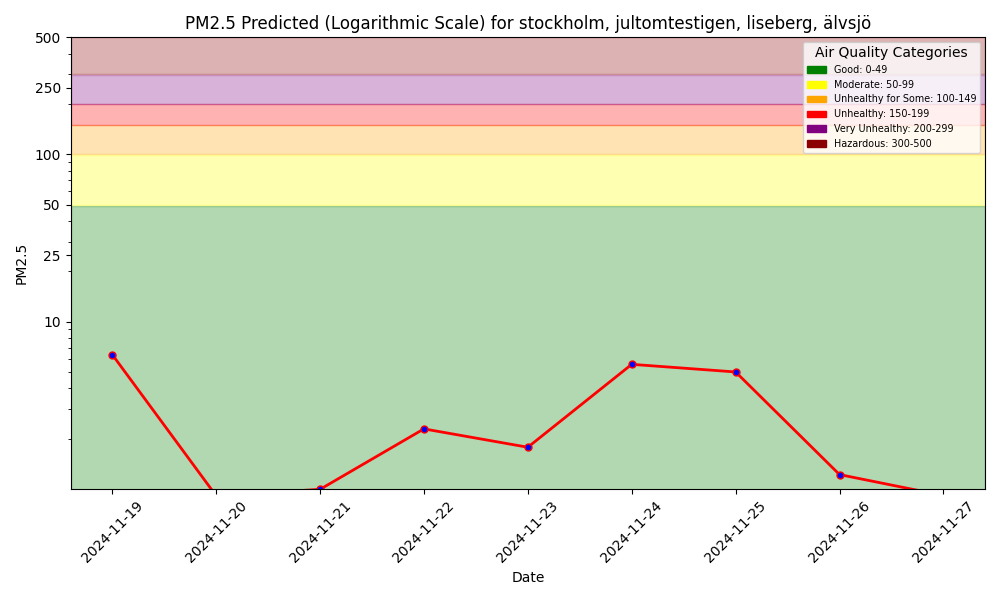 PM2.5 Predicted (Logarithmic Scale) for stockholm, jultomtestigen, liseberg, älvsjö
500
250
100
50
25
10
PM2.5
Air Quality Categories
Good: 0-49
Moderate: 50-99
Unhealthy for Some: 100-149
Unhealthy: 150-199
Very Unhealthy: 200-299
Hazardous: 300-500
2024-11-19
2024-11-20
2024-11-21
2024-11-22
2024-11-23
2024-11-24
2024-11-25
2024-11-26
2024-11-27
Date